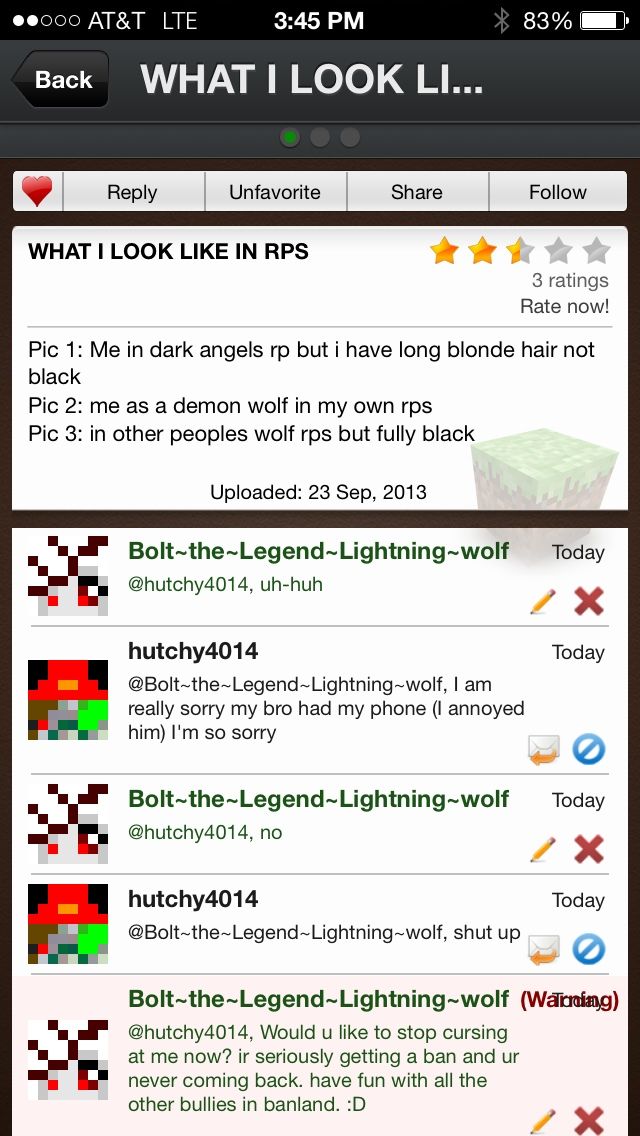 AT&T LTE 3:45 PM 83%
Back WHAT I LOOK LI...
Reply Unfavorite Share Follow
WHAT I LOOK LIKE IN RPS
3 ratings
Rate now!
Pic 1: Me in dark angels rp but i have long blonde hair not
black
Pic 2: me as a demon wolf in my own rps
Pic 3: in other peoples wolf rps but fully black
Uploaded: 23 Sep, 2013
Bolt~the~Legend~Lightning~wolf Today
@hutchy4014, uh-huh
hutchy4014 Today
@Bolt~the~Legend~Lightning~wolf, I am
really sorry my bro had my phone (I annoyed
him) I'm so sorry
Bolt~the~Legend~Lightning~wolf Today
@hutchy4014, no
hutchy4014 Today
@Bolt~the~Legend~Lightning~wolf, shut up
Bolt~the~Legend~Lightning~wolf (Warning) Today
@hutchy4014, Would u like to stop cursing
at me now? ir seriously getting a ban and ur
never coming back. have fun with all the
other bullies in banland. :D